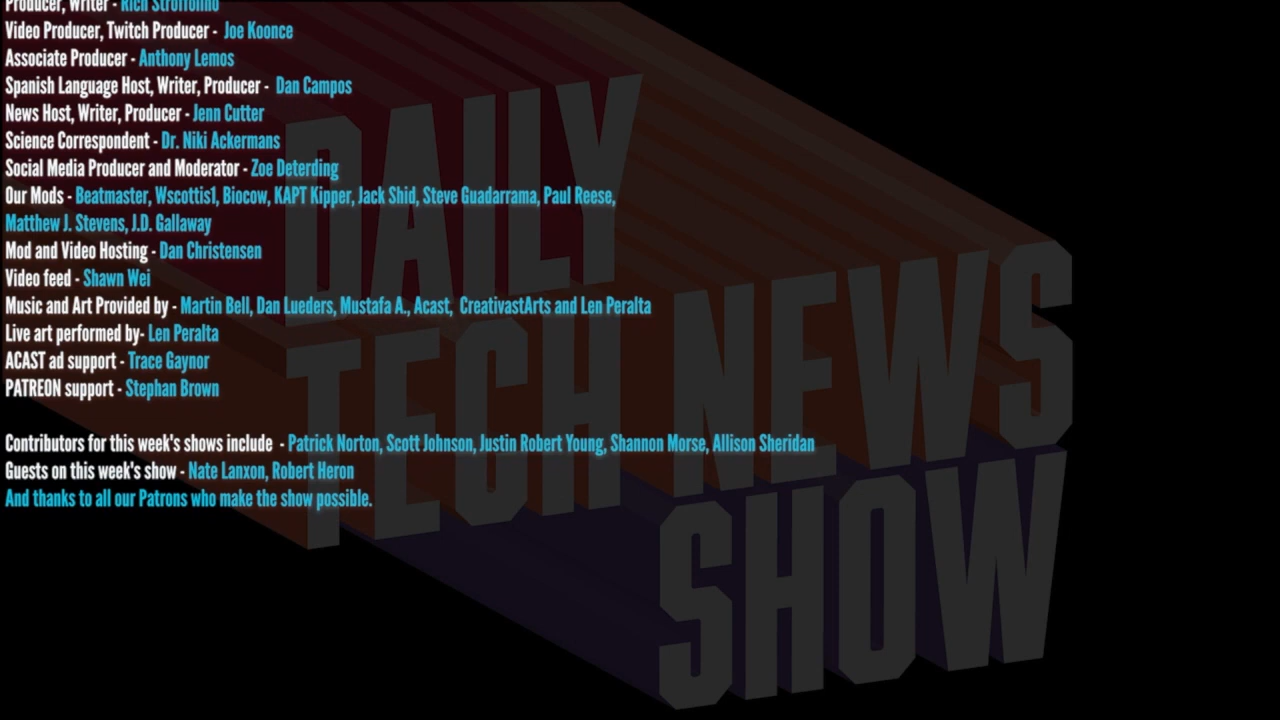 Producer, Writer - Rich Stroffolino
Video Producer, Twitch Producer - Joe Koonce
Associate Producer - Anthony Lemos
Spanish Language Host, Writer, Producer - Dan Campos
News Host, Writer, Producer - Jenn Cutter
Science Correspondent - Dr. Niki Ackermans
Social Media Producer and Moderator - Zoe Deterding
Our Mods - Beatmaster, Wscottis1, Biocow, KAPT Kipper, Jack Shid, Steve Guadarrama, Paul Reese,
Matthew J. Stevens, J.D. Gallaway
Mod and Video Hosting - Dan Christensen
Video feed - Shawn Wei
Music and Art Provided by - Martin Bell, Dan Lueders, Mustafa A., Acast, CreativastArts and Len Peralta
Live art performed by- Len Peralta
ACAST ad support - Trace Gaynor
PATREON support - Stephan Brown
Contributors for this week's shows include - Patrick Norton, Scott Johnson, Justin Robert Young, Shannon Morse, Allison Sheridan
Guests on this week's show - Nate Lanxon, Robert Heron
And thanks to all our Patrons who make the show possible.
DAILY
TECH NEWS
SHOW